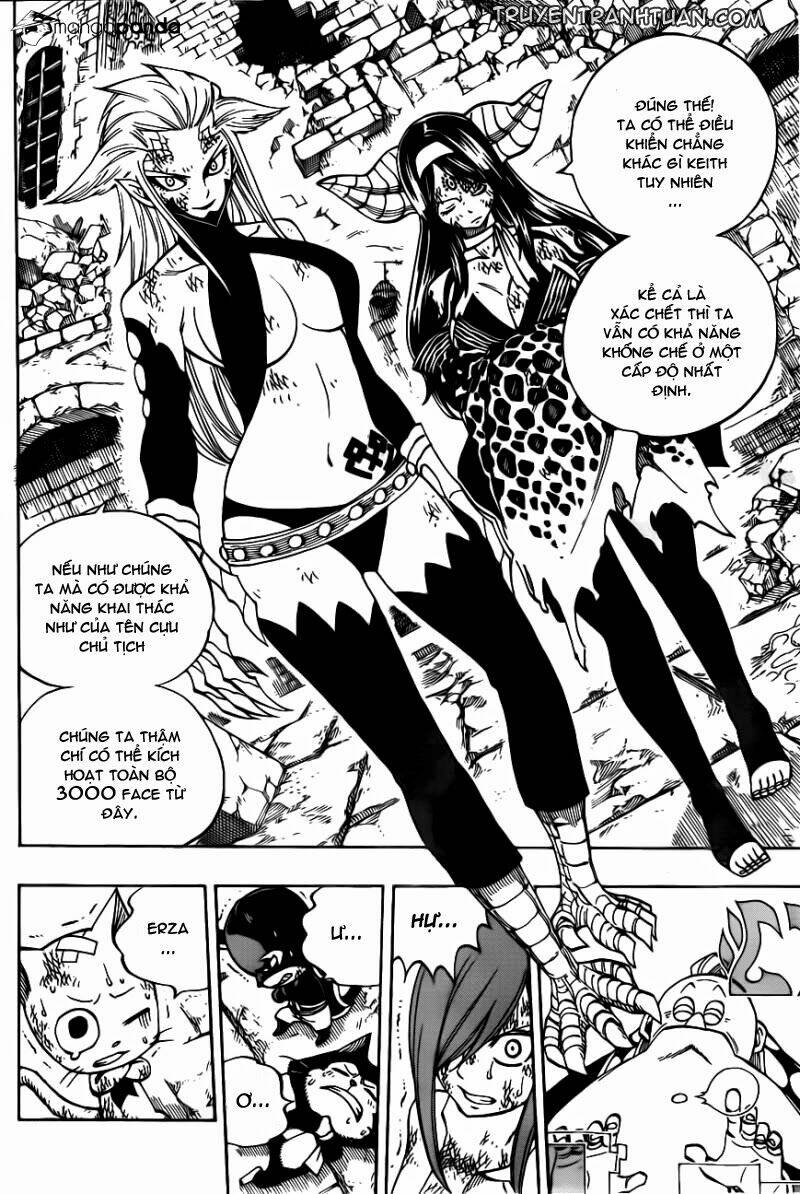 mangapanda
TRUYENTRANHTUAN.COM
ĐÚNG THẾ!
TA CÓ THỂ ĐIỀU
KHIỂN CHẲNG
KHÁC GÌ KEITH
TUY NHIÊN
...
KỂ CẢ LÀ
XÁC CHẾT THÌ TA
VẪN CÓ KHẢ NĂNG
KHỐNG CHẾ Ở MỘT
CẤP ĐỘ NHẤT
ĐỊNH.
NẾU NHƯ CHÚNG
TA MÀ CÓ ĐƯỢC KHẢ
NĂNG KHAI THÁC
NHƯ CỦA TÊN CỰU
CHỦ TỊCH
CHÚNG TA THẬM
CHÍ CÓ THỂ KÍCH
HOẠT TOÀN BỘ
3000 FACE TỪ
ĐÂY.
ERZA
...
Ư...
Ơ...
HỰ...